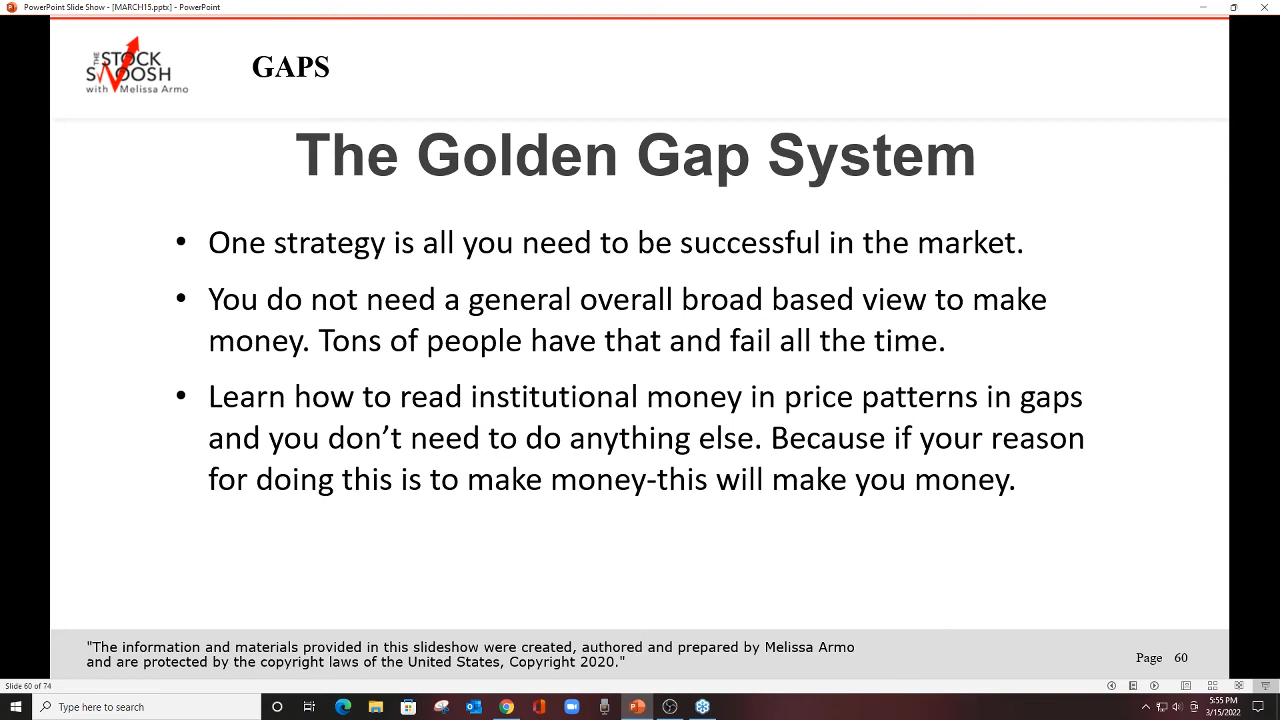 PowerPoint Slide Show - [MARCH15.pptx] - PowerPoint
THE
STOCK
SWOOSH
with Melissa Armo
GAPS
The Golden Gap System
• One strategy is all you need to be successful in the market.
• You do not need a general overall broad based view to make
money. Tons of people have that and fail all the time.
• Learn how to read institutional money in price patterns in gaps
and you don’t need to do anything else. Because if your reason
for doing this is to make money-this will make you money.
"The information and materials provided in this slideshow were created, authored and prepared by Melissa Armo
and are protected by the copyright laws of the United States, Copyright 2020."
Page 60
Slide 60 of 74
Type here to search
5:55 PM
3/15/2022